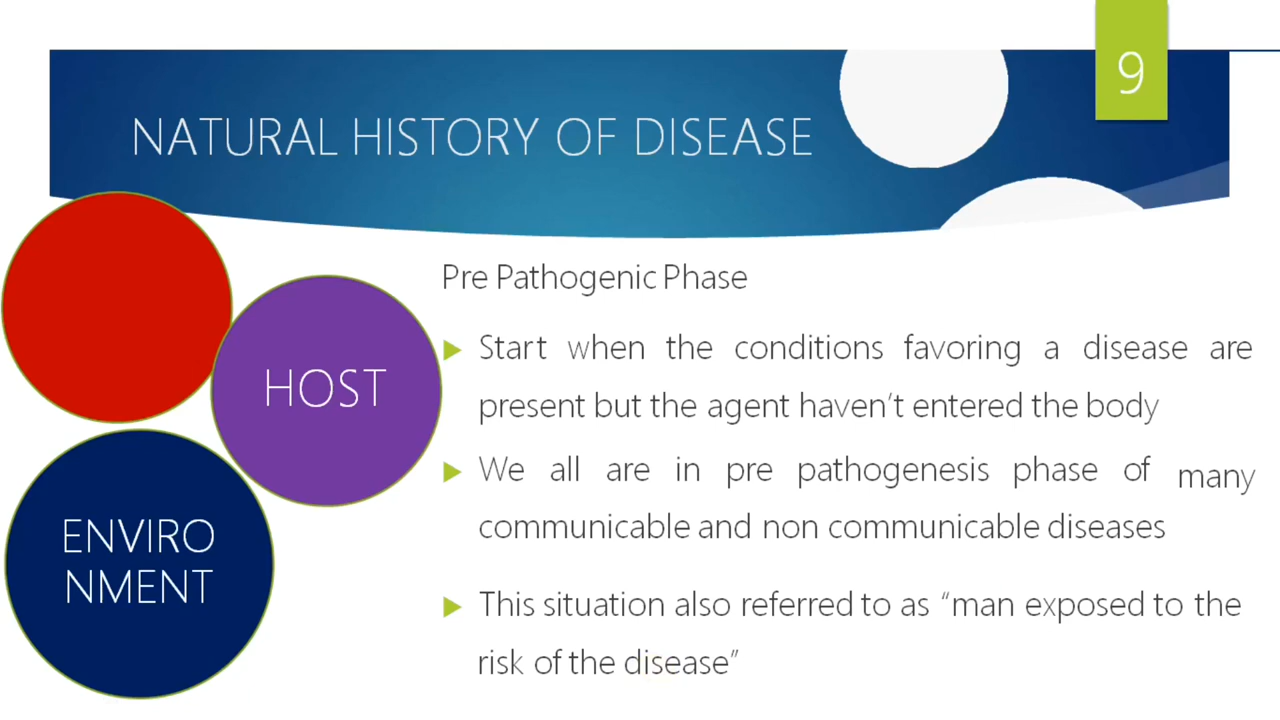 9
NATURAL HISTORY OF DISEASE
HOST
ENVIRO
NMENT
Pre Pathogenic Phase
Start when the conditions favoring a disease are
present but the agent haven't entered the body
We all are in pre pathogenesis phase of many
communicable and non communicable diseases
This situation also referred to as “man exposed to the
risk of the disease”